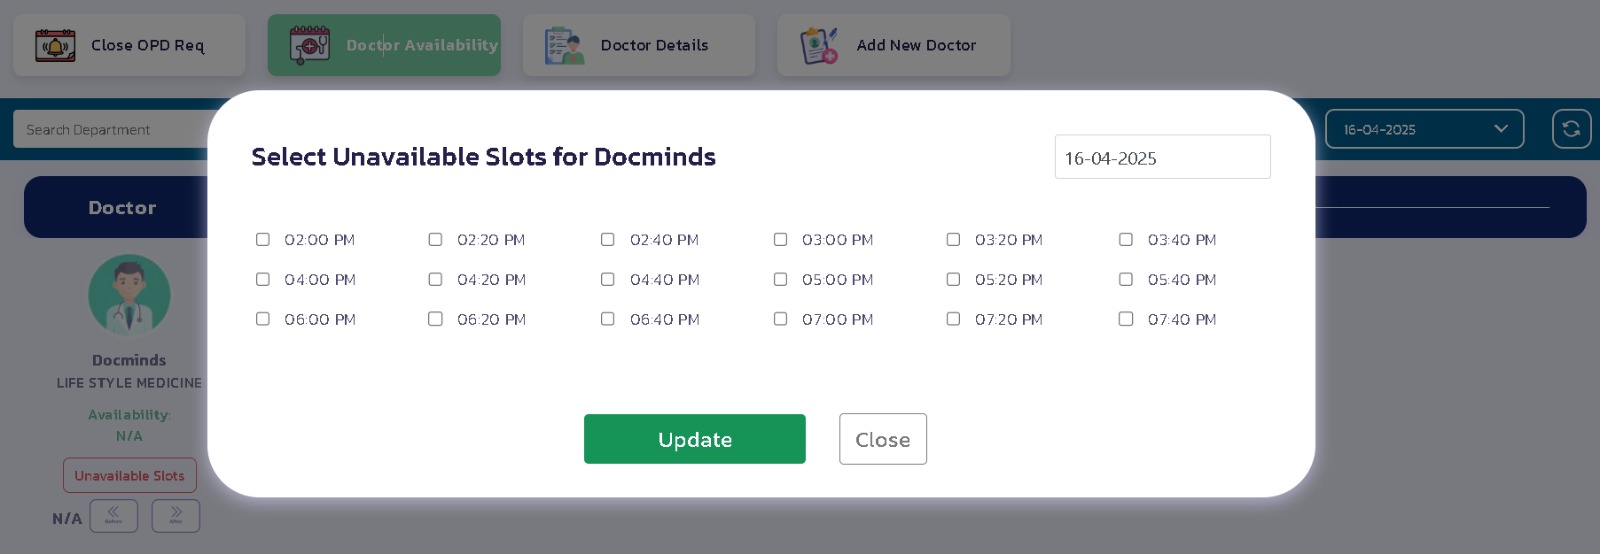 Close OPD Req
Doctor Availability
Doctor Details
Add New Doctor
Search Department
16-04-2025
Select Unavailable Slots for Docminds
16-04-2025
Doctor
02:00 PM 02:20 PM 02:40 PM 03:00 PM 03:20 PM 03:40 PM
04:00 PM 04:20 PM 04:40 PM 05:00 PM 05:20 PM 05:40 PM
06:00 PM 06:20 PM 06:40 PM 07:00 PM 07:20 PM 07:40 PM
Docminds
LIFE STYLE MEDICINE
Availability:
N/A
Update
Close
Unavailable Slots
N/A
Before
After